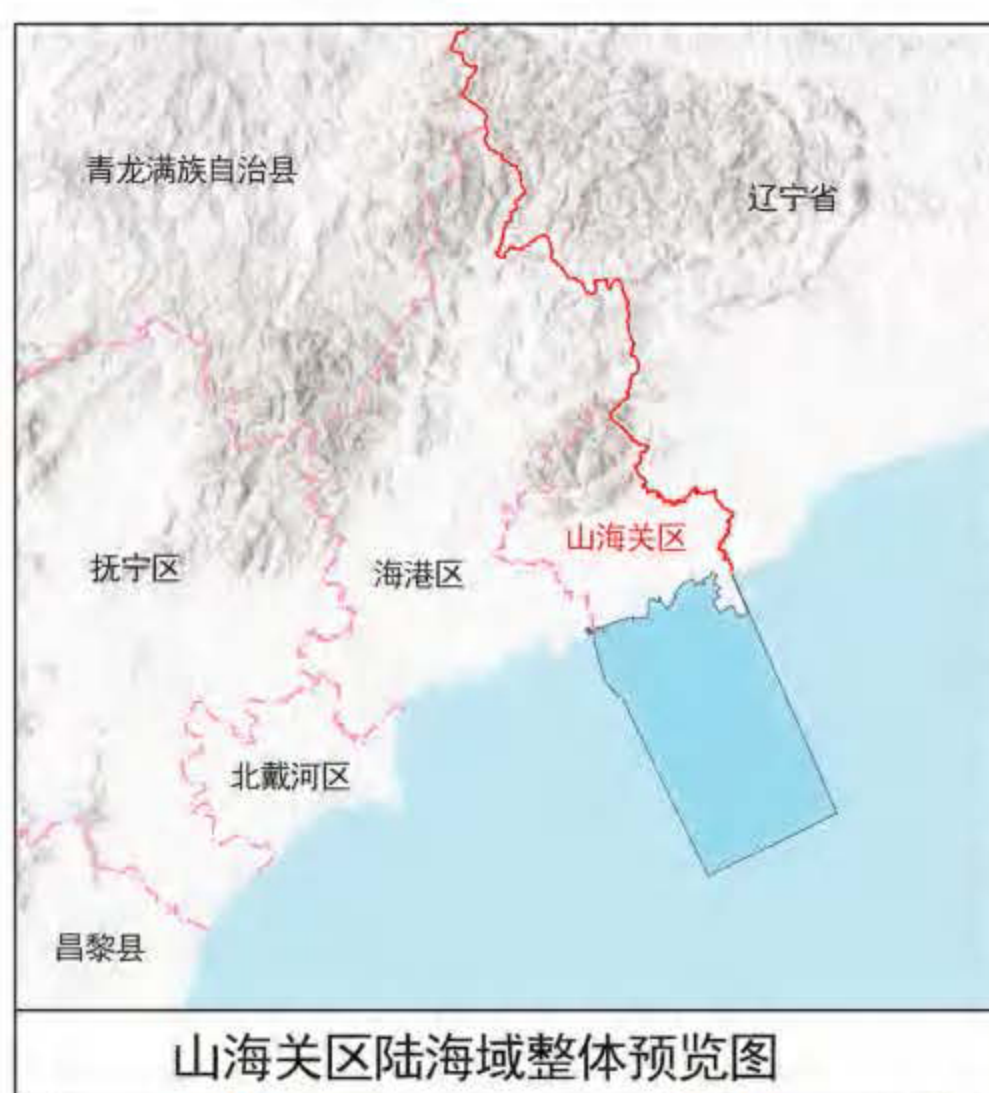 青龙满族自治县
辽宁省
山海关区
抚宁区
海港区
北戴河区
昌黎县
山海关区陆海域整体预览图